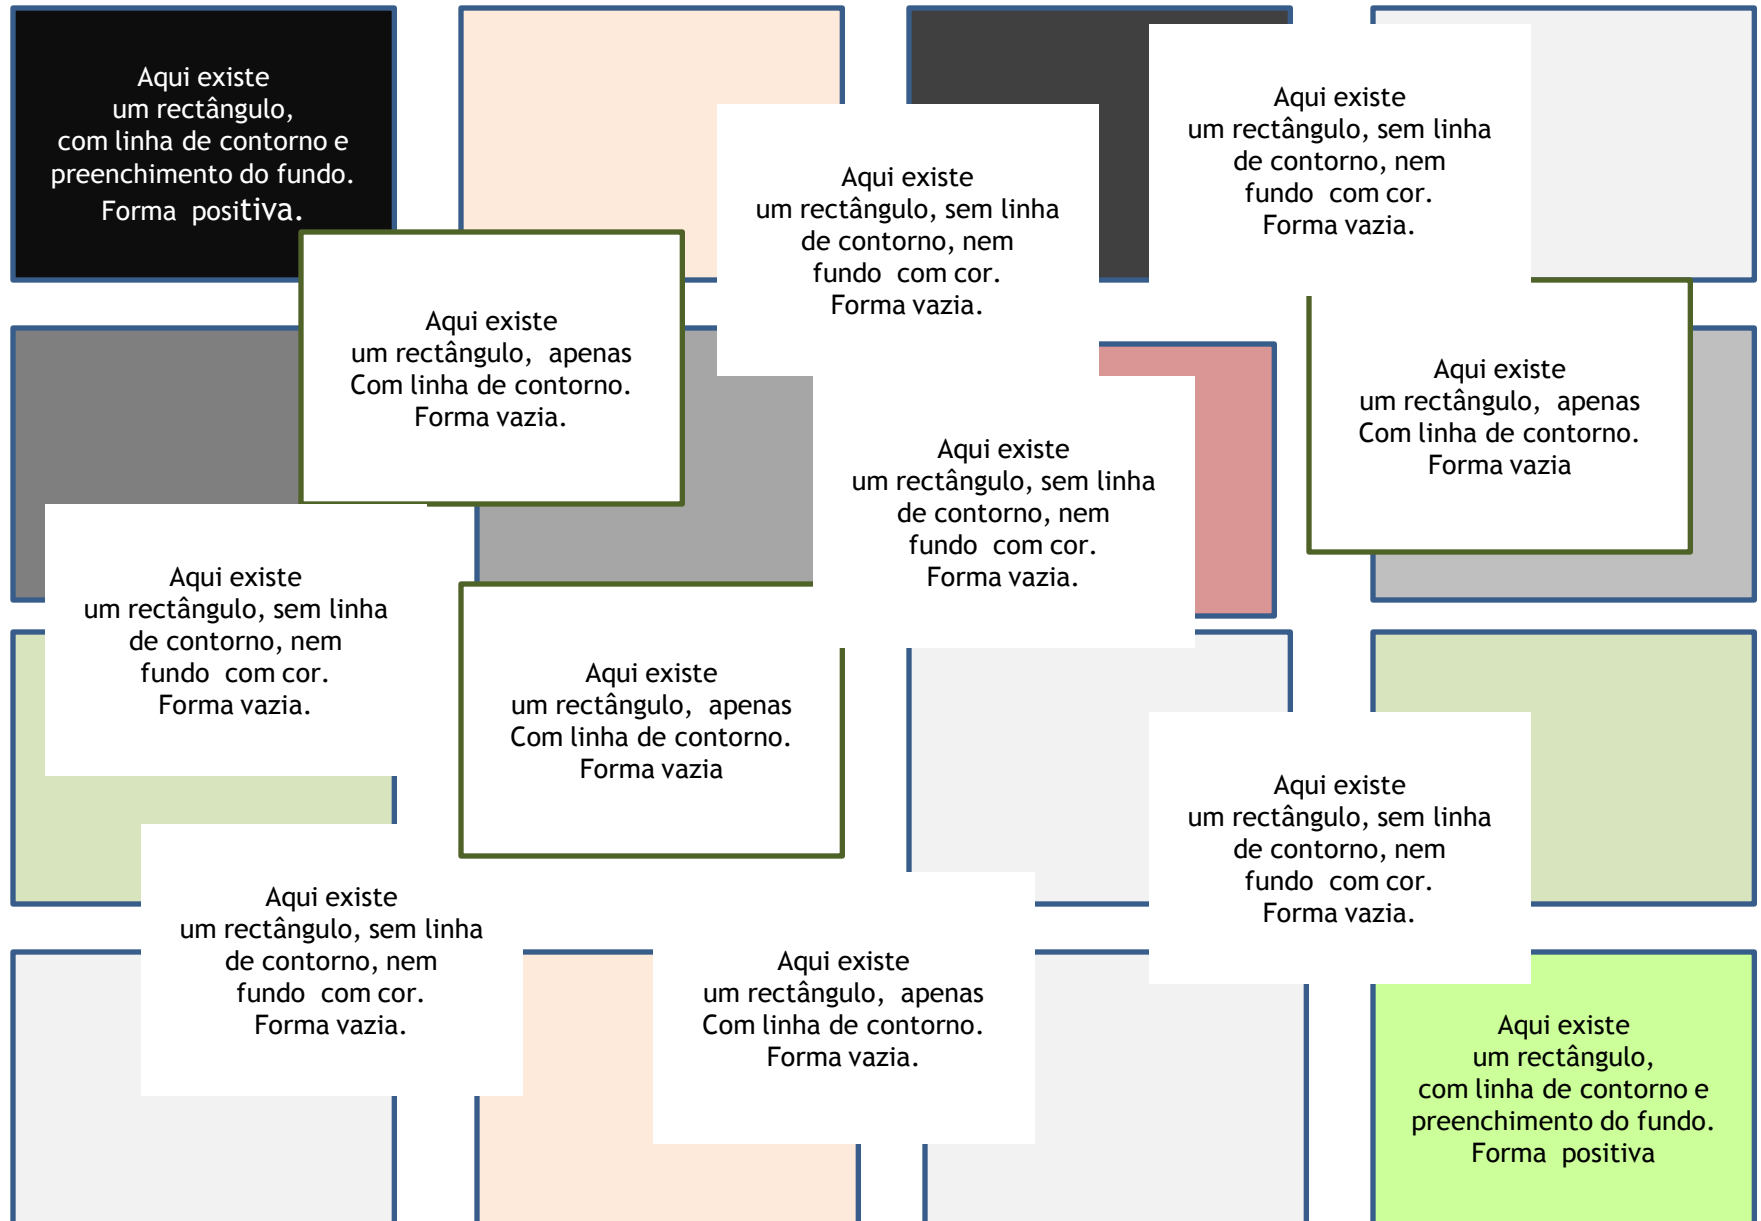 Aqui existe
um rectângulo,
com linha de contorno e
preenchimento do fundo.
Forma positiva.
Aqui existe
um rectângulo, sem linha
de contorno, nem
fundo com cor.
Forma vazia.
Aqui existe
um rectângulo, sem linha
de contorno, nem
fundo com cor.
Forma vazia.
Aqui existe
um rectângulo, apenas
Com linha de contorno.
Forma vazia.
Aqui existe
um rectângulo, apenas
Com linha de contorno.
Forma vazia
Aqui existe
um rectângulo, sem linha
de contorno, nem
fundo com cor.
Forma vazia.
Aqui existe
um rectângulo, sem linha
de contorno, nem
fundo com cor.
Forma vazia.
Aqui existe
um rectângulo, apenas
Com linha de contorno.
Forma vazia
Aqui existe
um rectângulo, sem linha
de contorno, nem
fundo com cor.
Forma vazia.
Aqui existe
um rectângulo, sem linha
de contorno, nem
fundo com cor.
Forma vazia.
Aqui existe
um rectângulo, apenas
Com linha de contorno.
Forma vazia.
Aqui existe
um rectângulo,
com linha de contorno e
preenchimento do fundo.
Forma positiva